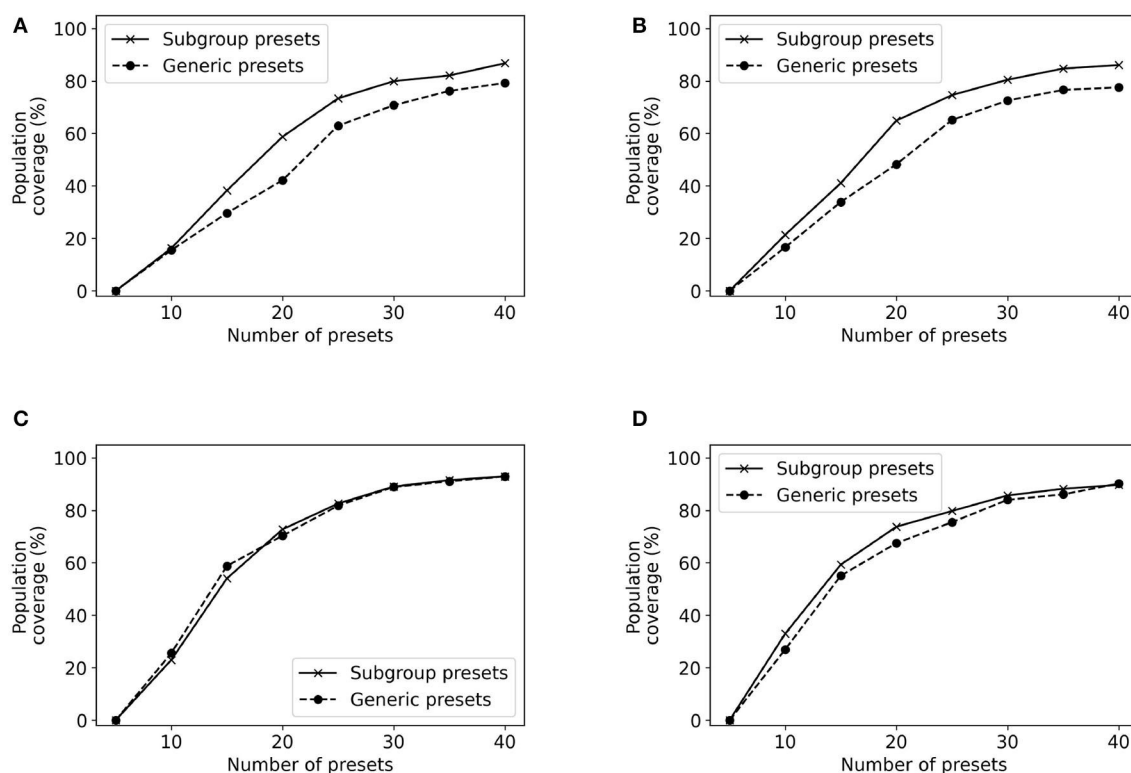 A
Subgroup presets
Generic presets
100
80
60
40
20
0
Population
coverage (%)
10 20 30 40
Number of presets
B
Subgroup presets
Generic presets
100
80
60
40
20
0
Population
coverage (%)
10 20 30 40
Number of presets
C
100
80
60
40
20
0
Population
coverage (%)
Subgroup presets
Generic presets
10 20 30 40
Number of presets
D
Subgroup presets
Generic presets
100
80
60
40
20
0
Population
coverage (%)
10 20 30 40
Number of presets